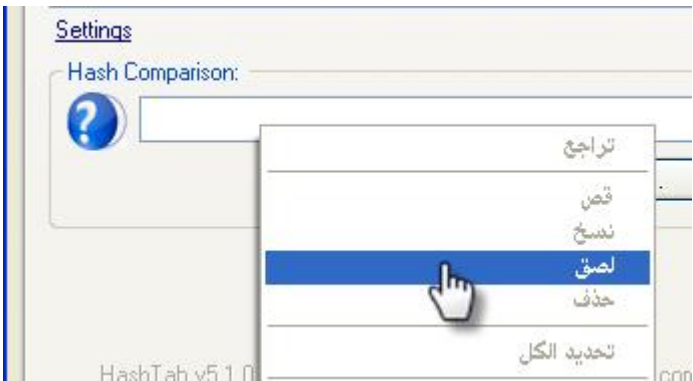 Settings
Hash Comparison:
تراجع
قص
نسخ
لصق
حذف
تحديد الكل
HashTab v5.1.0